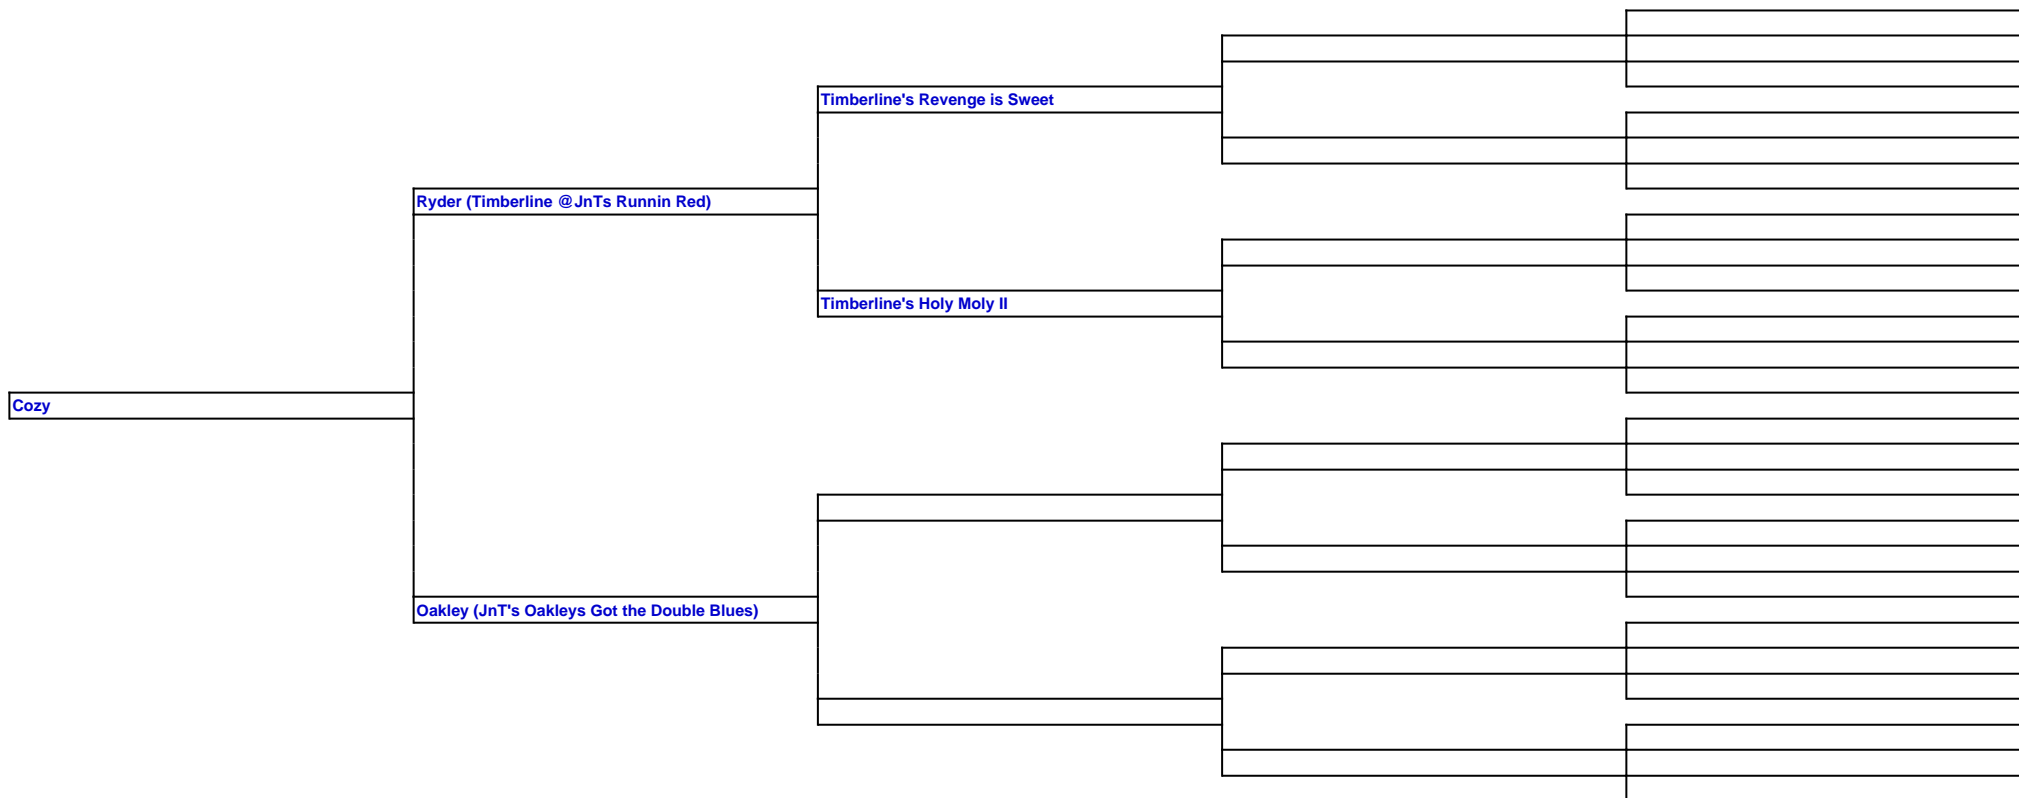 Timberline's Revenge is Sweet
Ryder (Timberline @JnTs Runnin Red)
Timberline's Holy Moly II
Cozy
Oakley (JnT's Oakleys Got the Double Blues)